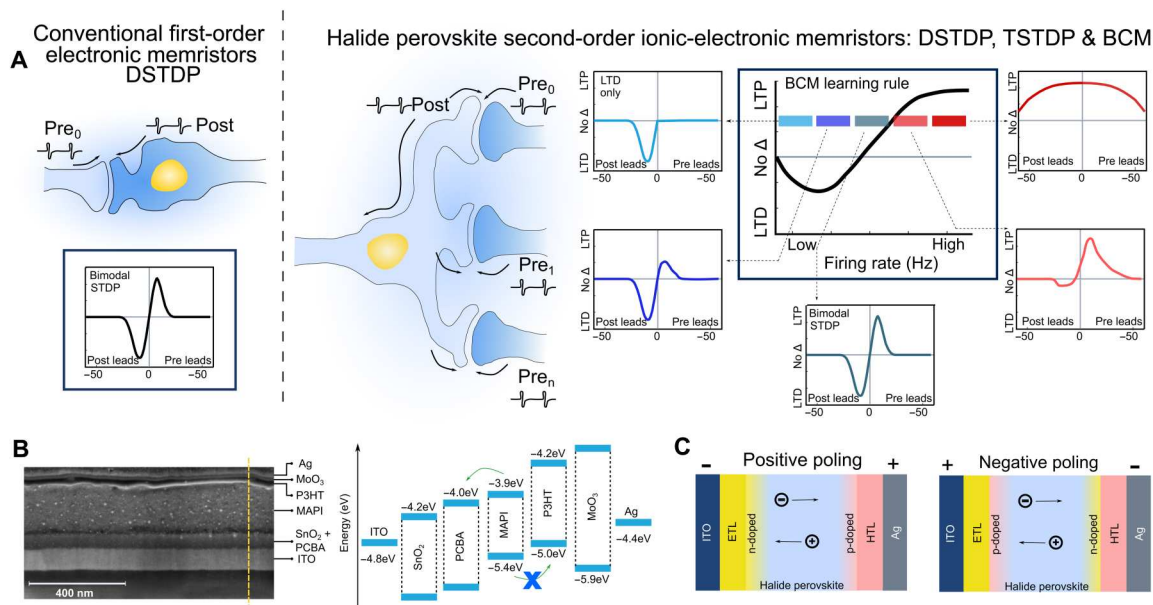 Conventional first-order
electronic memristors
DSTDP
A
Pre0
Post
Bimodal
STDP
Post leads
Pre leads
−50
0
−50
Halide perovskite second-order ionic-electronic memristors: DSTDP, TSTDP & BCM
Post
Pre0
Pre1
Pren
LTP
No Δ
LTD
LTD
only
Post leads
Pre leads
−50
0
−50
LTP
No Δ
LTD
BCM learning rule
Low
High
Firing rate (Hz)
LTP
No Δ
LTD
Post leads
Pre leads
−50
0
−50
LTP
No Δ
LTD
Post leads
Pre leads
−50
0
−50
LTP
No Δ
LTD
Bimodal
STDP
Post leads
Pre leads
−50
0
−50
LTP
No Δ
LTD
Post leads
Pre leads
−50
0
−50
B
Ag
MoO3
P3HT
MAPI
SnO2 +
PCBA
ITO
400 nm
Energy (eV)
ITO
−4.8eV
−4.2eV
SnO2
−4.0eV
PCBA
−3.9eV
MAPI
−5.4eV
X
−4.2eV
P3HT
−5.0eV
MoO3
−5.9eV
Ag
−4.4eV
C
−
Positive poling
+
ITO
ETL
n-doped
−
+
p-doped
HTL
Ag
Halide perovskite
+
Negative poling
−
ITO
ETL
p-doped
−
+
n-doped
HTL
Ag
Halide perovskite